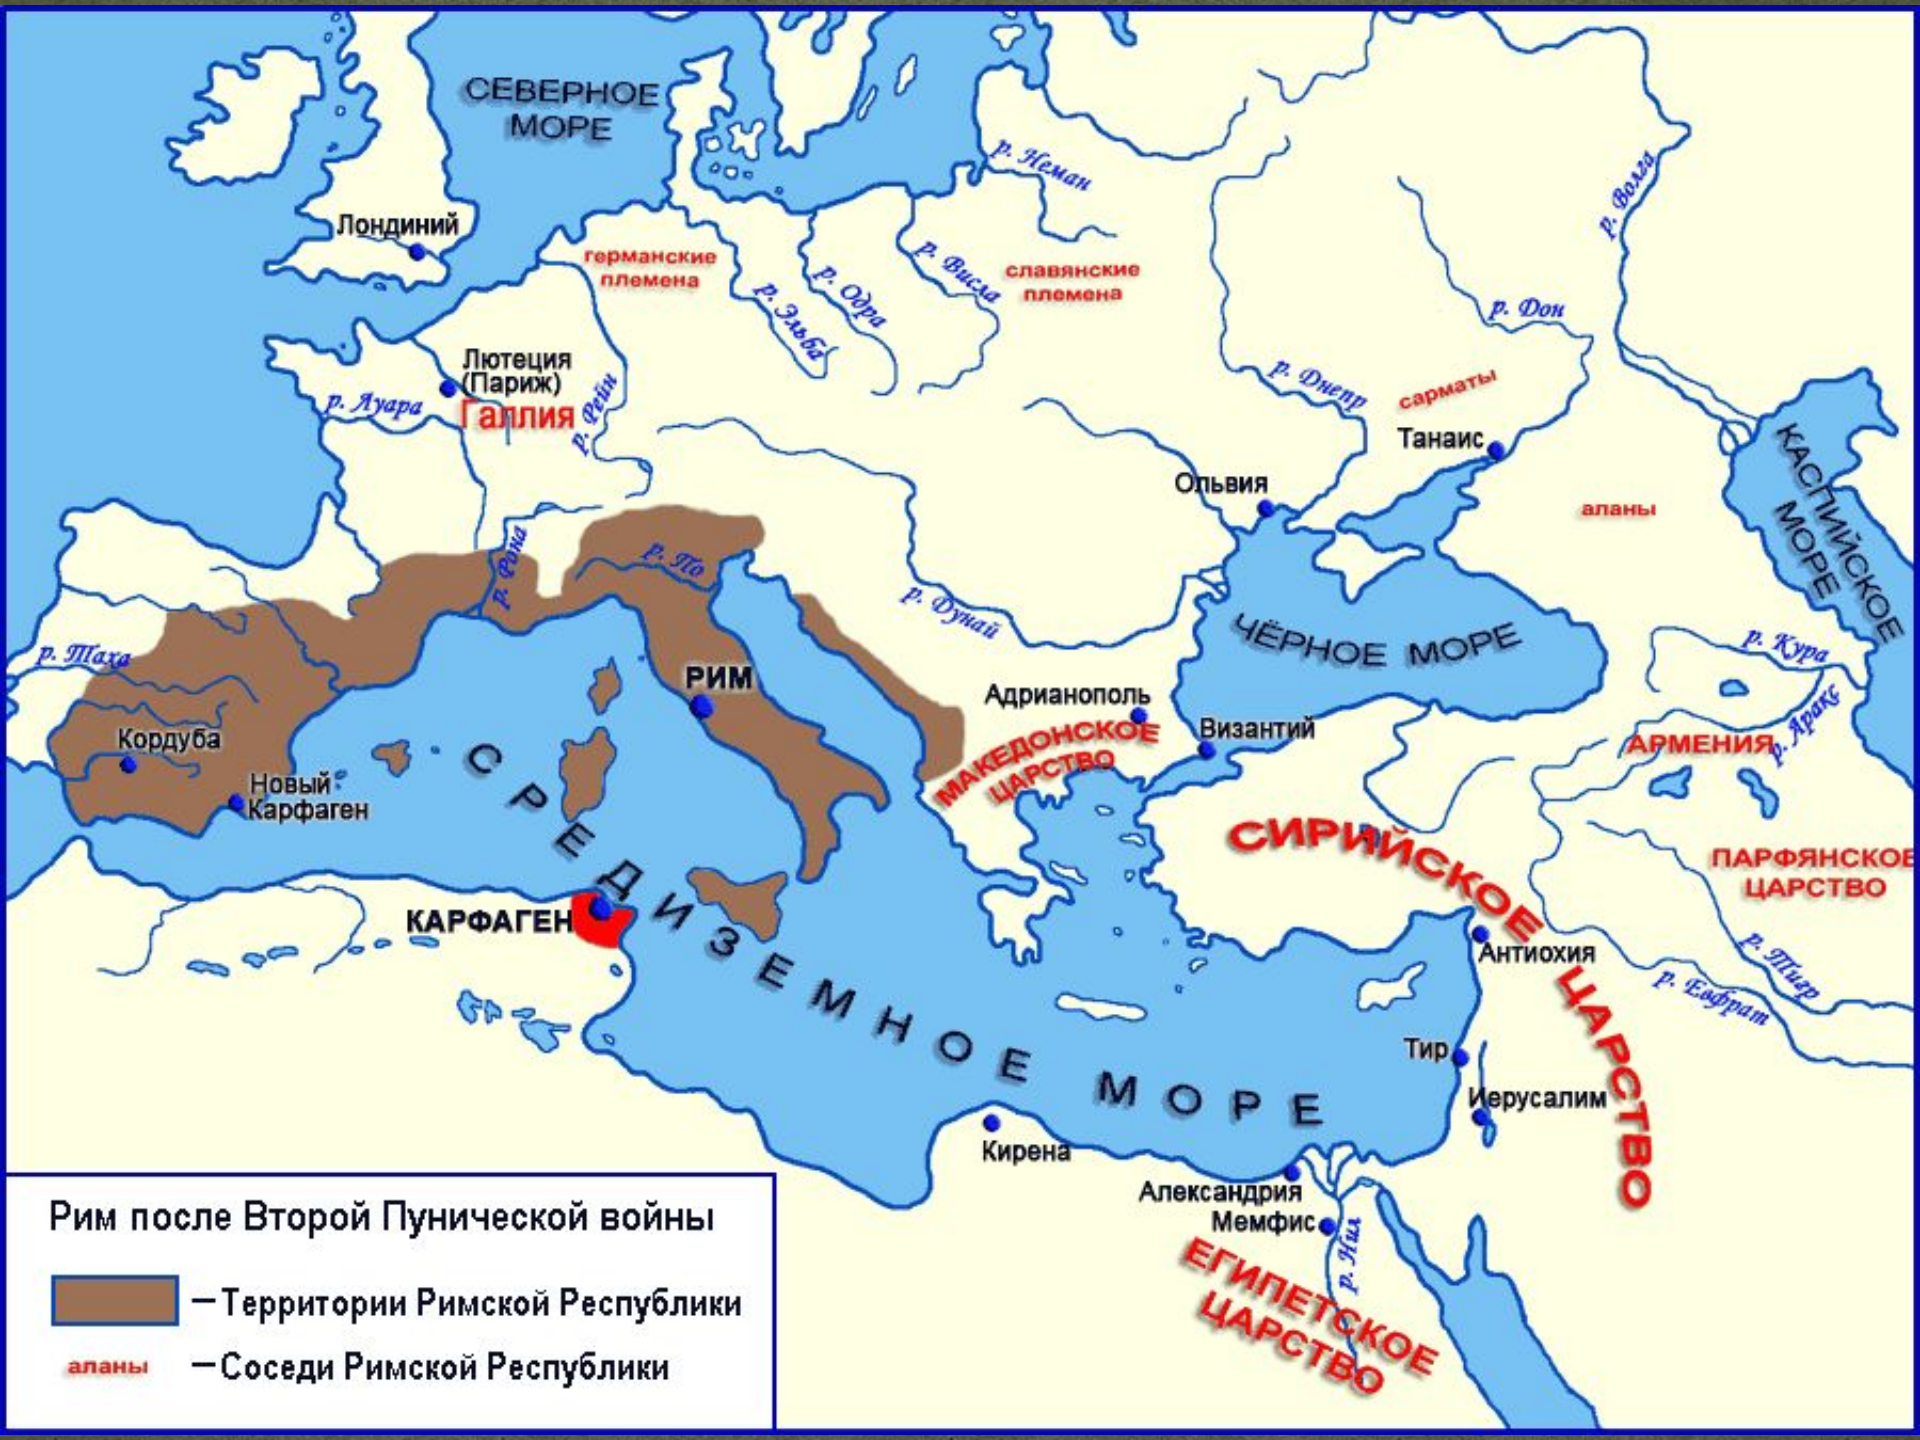 СЕВЕРНОЕ
МОРЕ
р. Неман
р. Волга
Лондиний
германские
племена
р. Эльба
р. Одра
р. Висла
славянские
племена
р. Дон
Лютеция
(Париж)
Галлия
р. Луара
р. Рейн
р. Днепр
сарматы
Танаис
Ольвия
аланы
КАСПИЙСКОЕ
МОРЕ
р. Рона
р. По
р. Дунай
ЧЁРНОЕ МОРЕ
р. Кура
р. Аракс
р. Таха
РИМ
Адрианополь
МАКЕДОНСКОЕ
ЦАРСТВО
Византий
АРМЕНИЯ
Кордуба
Новый
Карфаген
СРЕДИЗЕМНОЕ МОРЕ
СИРИЙСКОЕ ЦАРСТВО
ПАРФЯНСКОЕ
ЦАРСТВО
КАРФАГЕН
Антиохия
р. Тигр
р. Евфрат
Тир
Иерусалим
Кирена
Александрия
Мемфис
р. Нил
ЕГИПЕТСКОЕ
ЦАРСТВО
Рим после Второй Пунической войны
–Территории Римской Республики
аланы –Соседи Римской Республики